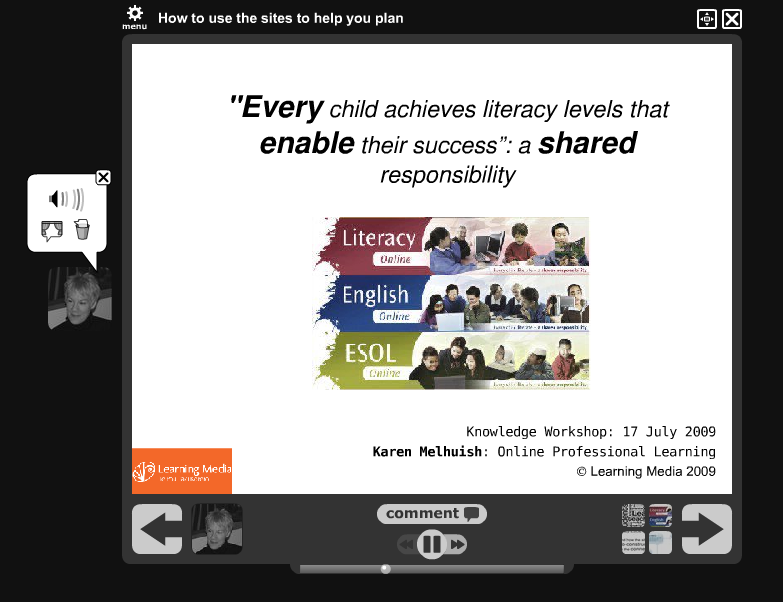 menu
How to use the sites to help you plan
"Every child achieves literacy levels that
enable their success”: a shared
responsibility
Literacy
Online
English
Online
ESOL
Online
Knowledge Workshop: 17 July 2009
Karen Melhuish: Online Professional Learning
© Learning Media 2009
Learning Media
comment